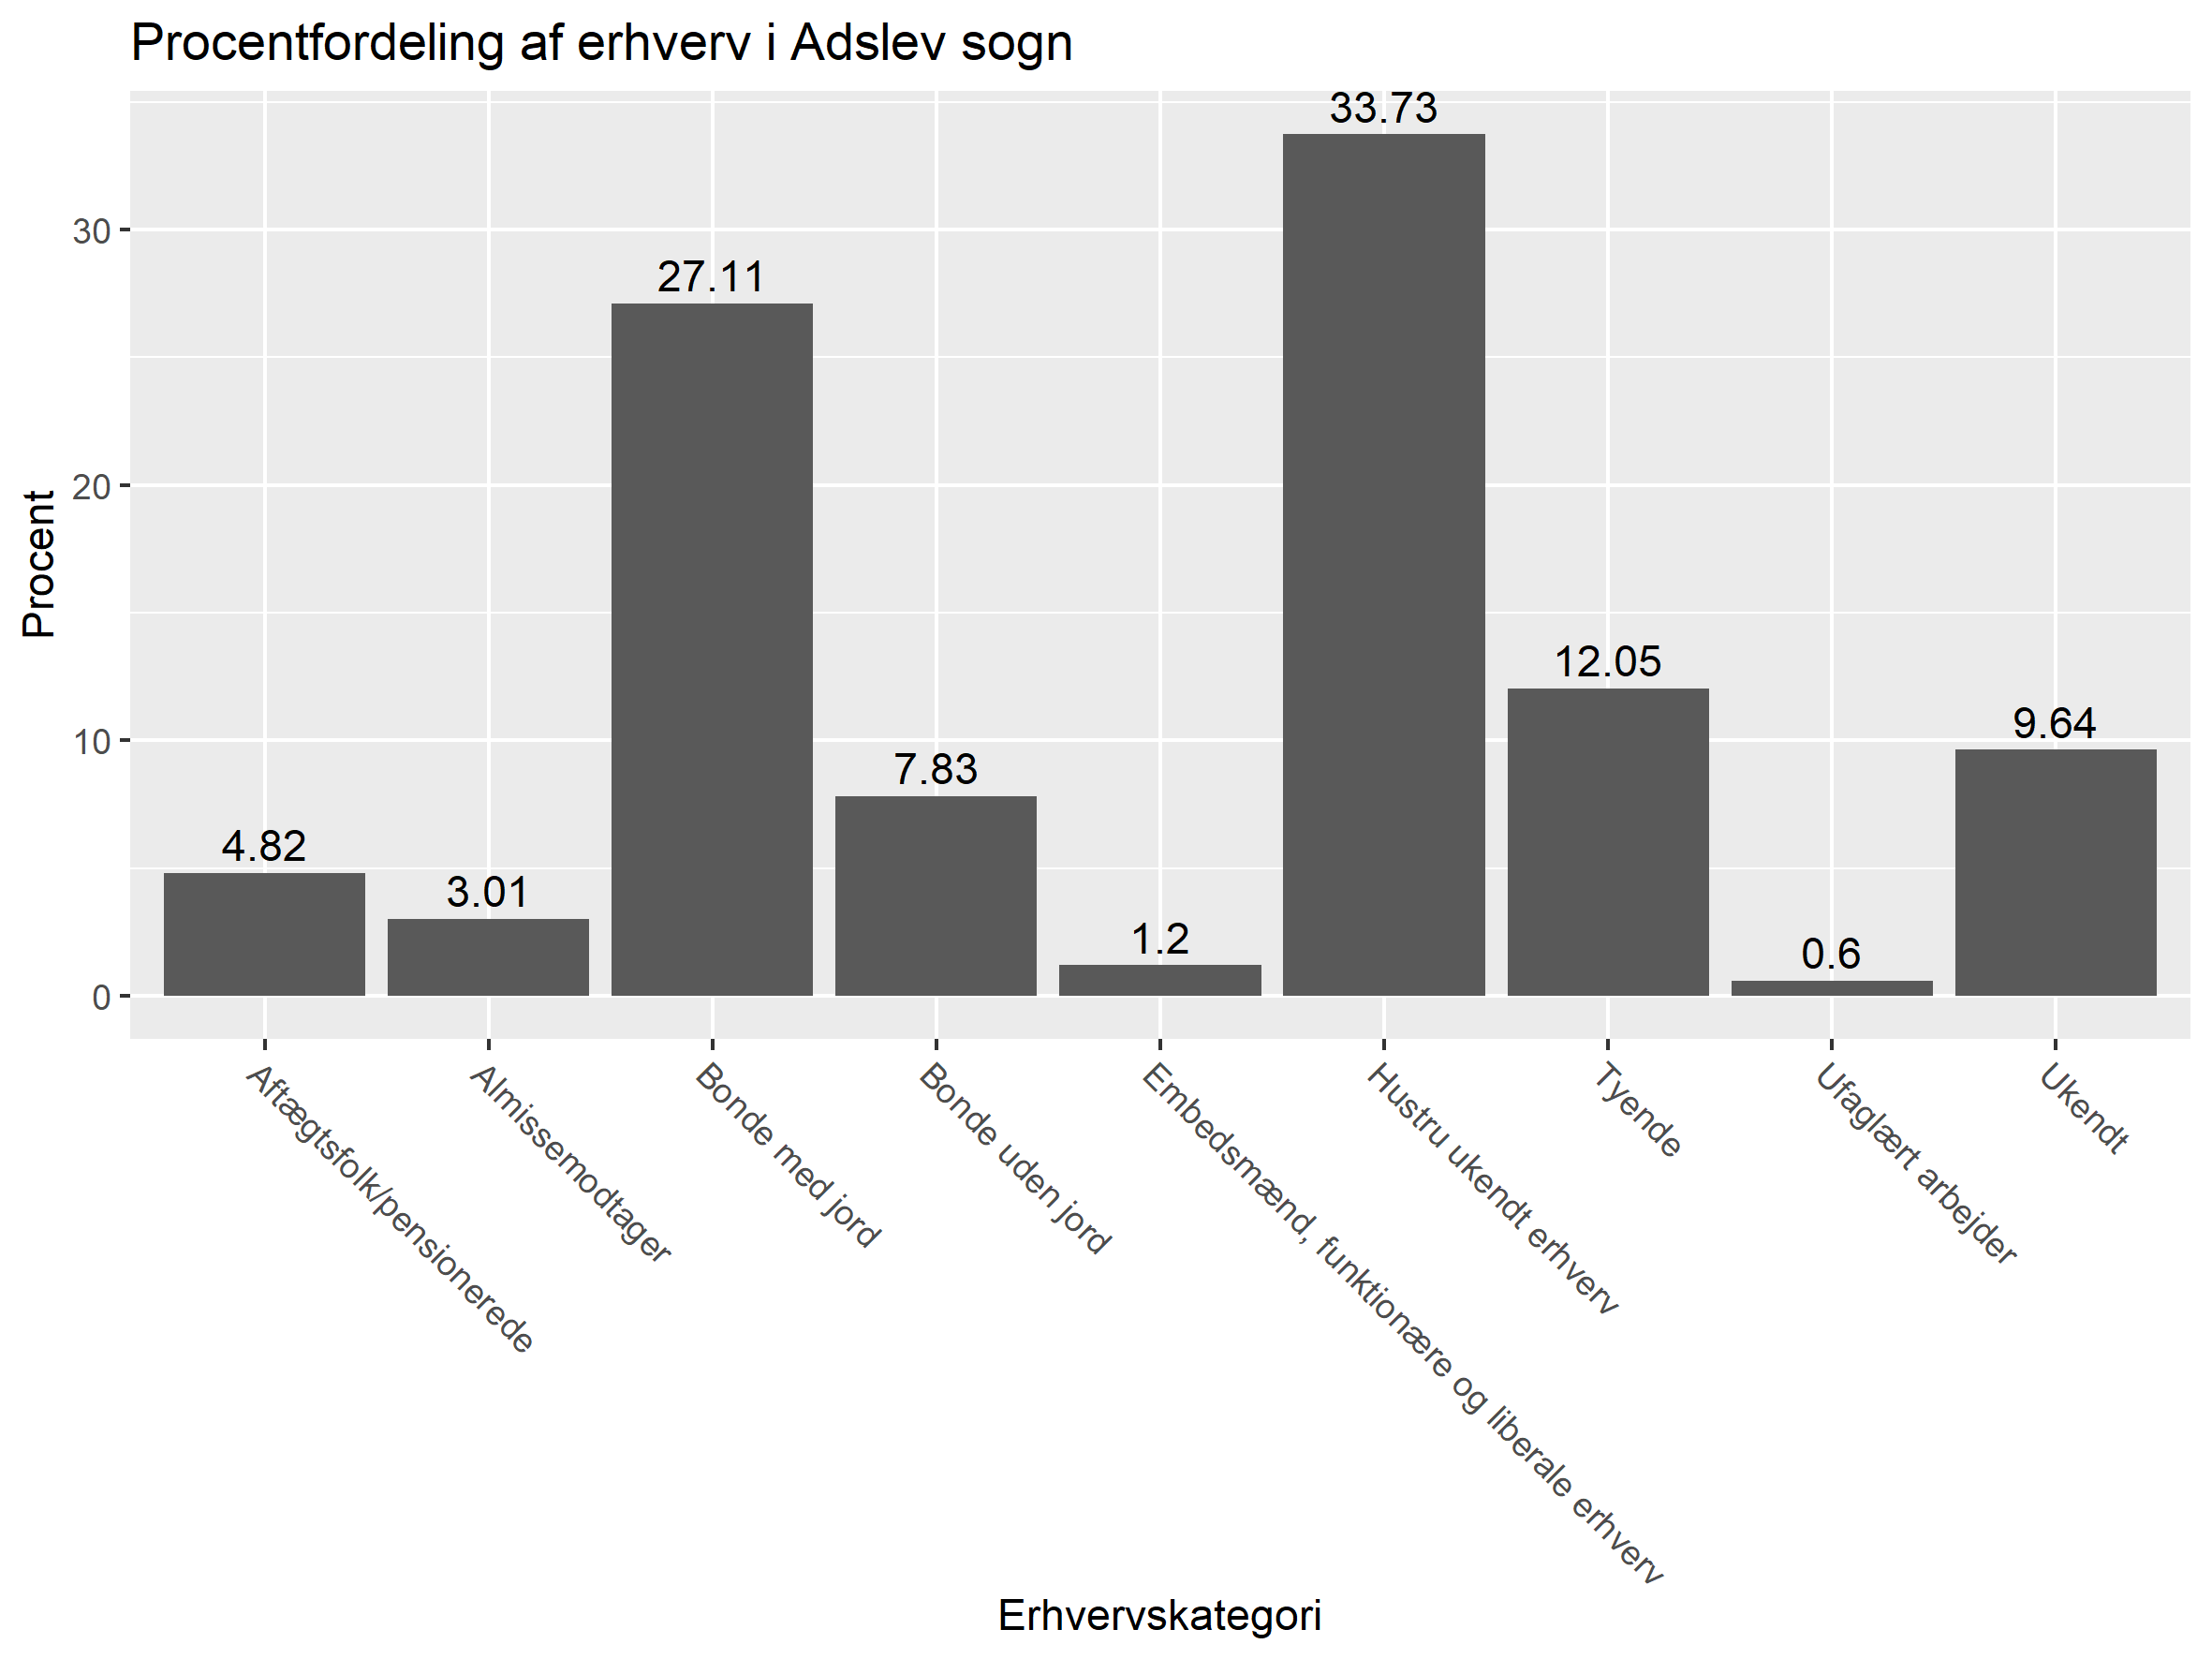 Procentfordeling af erhverv i Adslev sogn
33.73
30
27.11
20
Procent
12.05
10
9.64
7.83
4.82
3.01
1.2
0.6
0
Aftægtsfolk/pensionerede
Almissemodtager
Bonde med jord
Bonde uden jord
Embedsmænd, funktionære og liberale erhverv
Hustru ukendt erhverv
Tyende
Ufaglært arbejder
Ukendt
Erhvervskategori